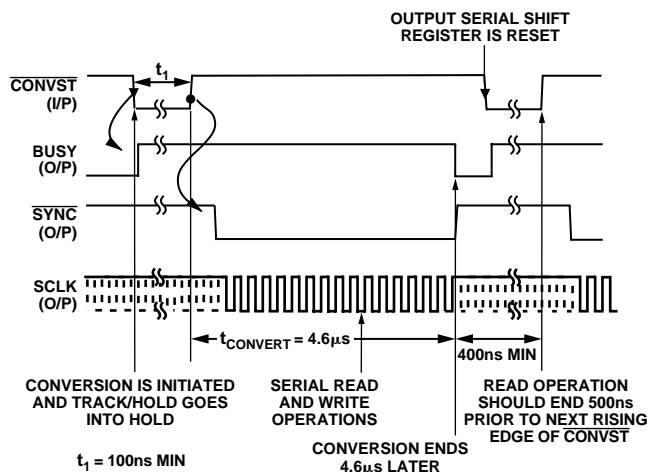 OUTPUT SERIAL SHIFT
REGISTER IS RESET
t1
CONVST
(I/P)
BUSY
(O/P)
SYNC
(O/P)
SCLK
(O/P)
tCONVERT = 4.6µs
400ns MIN
CONVERSION IS INITIATED
AND TRACK/HOLD GOES
INTO HOLD
SERIAL READ
AND WRITE
OPERATIONS
READ OPERATION
SHOULD END 500ns
PRIOR TO NEXT RISING
EDGE OF CONVST
t1 = 100ns MIN
CONVERSION ENDS
4.6µs LATER